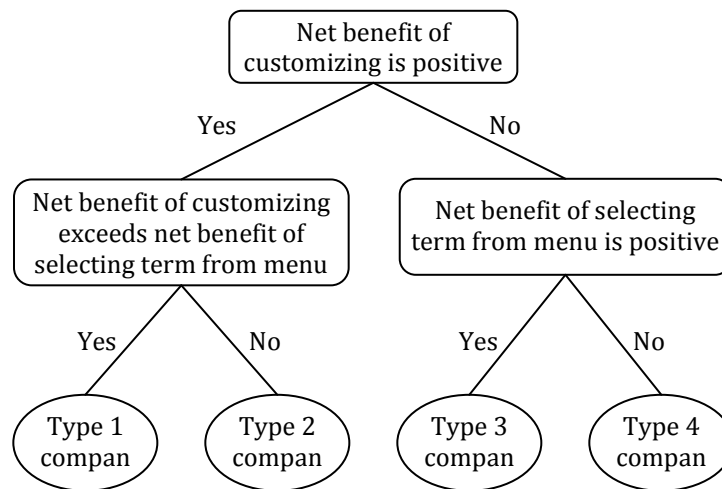 Net benefit of
customizing is positive
Yes
No
Net benefit of customizing
exceeds net benefit of
selecting term from menu
Net benefit of selecting
term from menu is positive
Yes
No
Yes
No
Type 1
compan
Type 2
compan
Type 3
compan
Type 4
compan